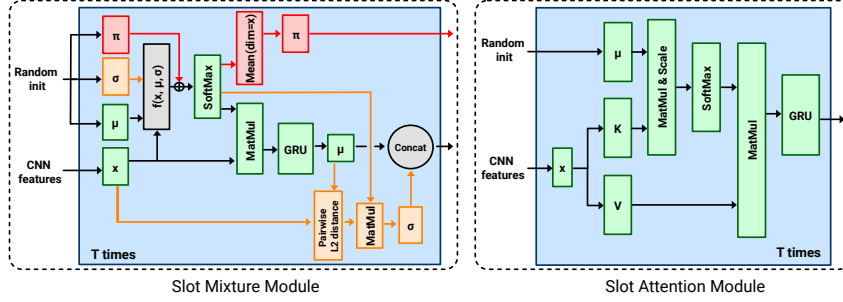 Random
init
CNN
features
π
σ
μ
x
f(x, μ, σ)
SoftMax
Mean(dim=x)
π
MatMul
GRU
μ
Concat
Pairwise
L2 distance
MatMul
σ
T times
Slot Mixture Module
Random
init
CNN
features
x
μ
K
V
MatMul & Scale
SoftMax
MatMul
GRU
T times
Slot Attention Module